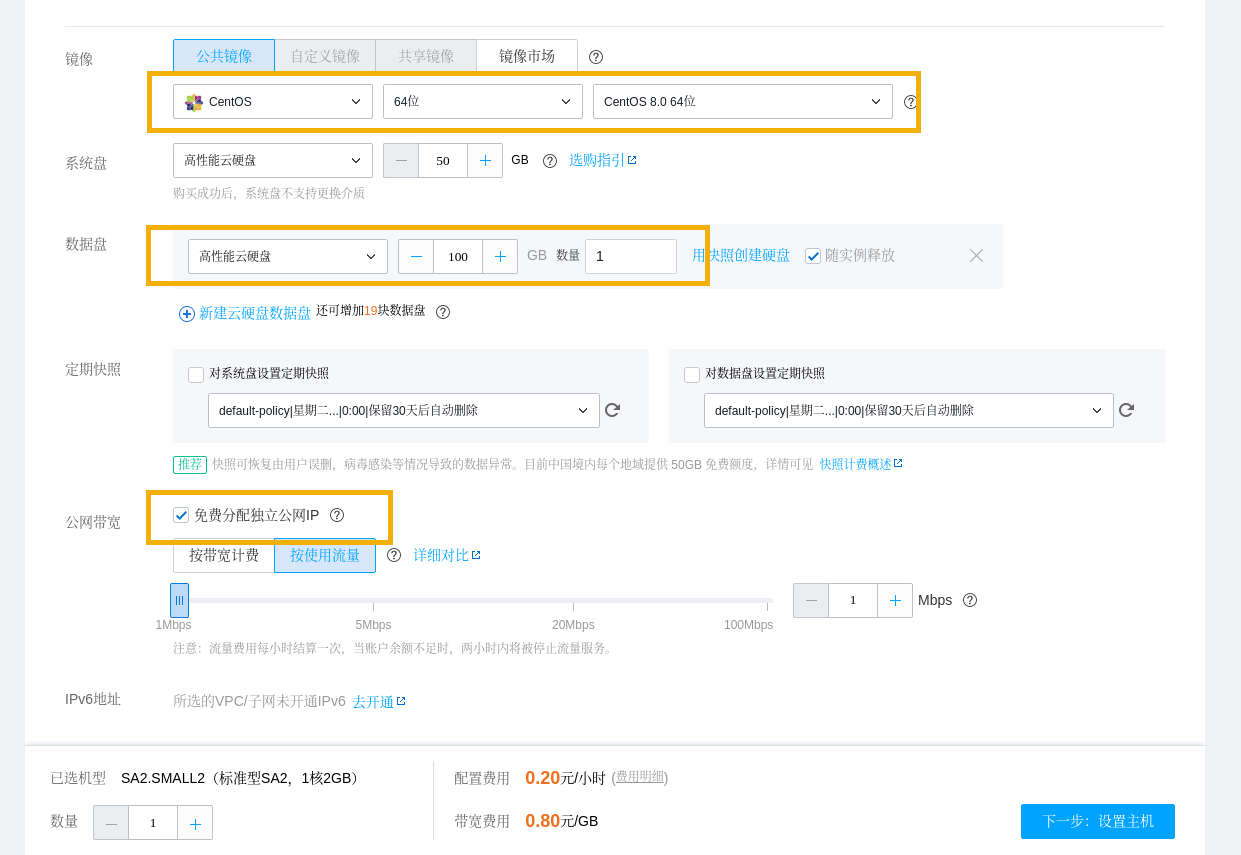 镜像 公共镜像 自定义镜像 共享镜像 镜像市场
CentOS 64位 CentOS 8.0 64位
系统盘 高性能云硬盘 50 GB 选购指引
购买成功后，系统盘不支持更换介质
数据盘 高性能云硬盘 100 GB 数量 1 用快照创建硬盘 随实例释放
新建云硬盘数据盘 还可增加19块数据盘
定期快照 对系统盘设置定期快照 对数据盘设置定期快照
default-policy|星期二...|0:00|保留30天后自动删除 default-policy|星期二...|0:00|保留30天后自动删除
推荐 快照可恢复由用户误删，病毒感染等情况导致的数据异常。目前中国境内每个地域提供 50GB 免费额度，详情可见 快照计费概述
公网带宽 免费分配独立公网IP
按带宽计费 按使用流量 详细对比
1 Mbps
1Mbps 5Mbps 20Mbps 100Mbps
注意：流量费用每小时结算一次，当账户余额不足时，两小时内将被停止流量服务。
IPv6地址 所选的VPC/子网未开通IPv6 去开通
已选机型 SA2.SMALL2（标准型SA2，1核2GB） 配置费用 0.20元/小时 (费用明细)
数量 1 带宽费用 0.80元/GB 下一步：设置主机